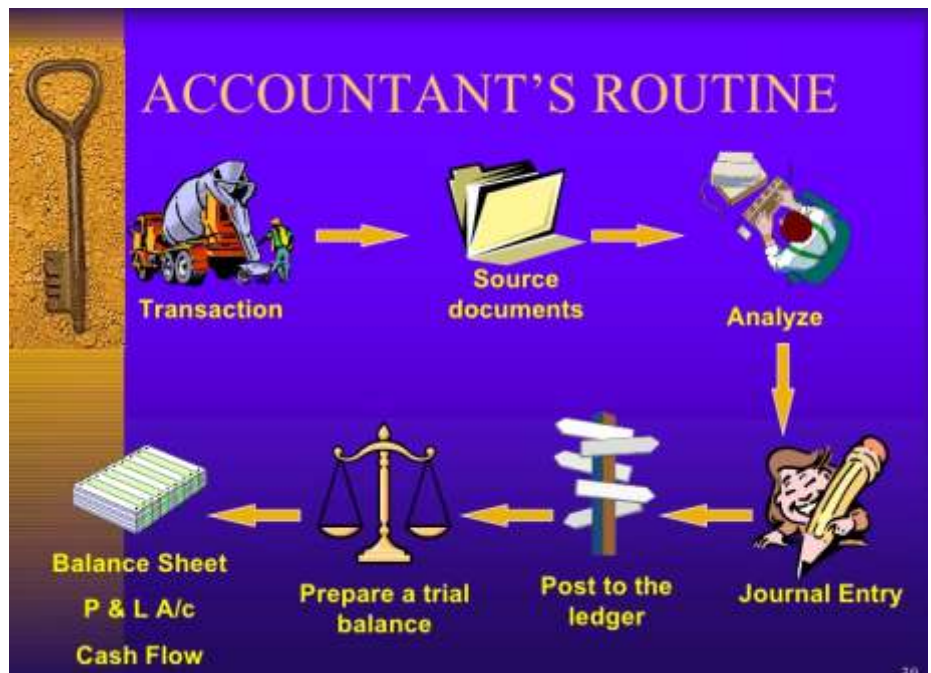 ACCOUNTANT'S ROUTINE
Transaction
Source
documents
Analyze
Journal Entry
Post to the
ledger
Prepare a trial
balance
Balance Sheet
P & L A/c
Cash Flow